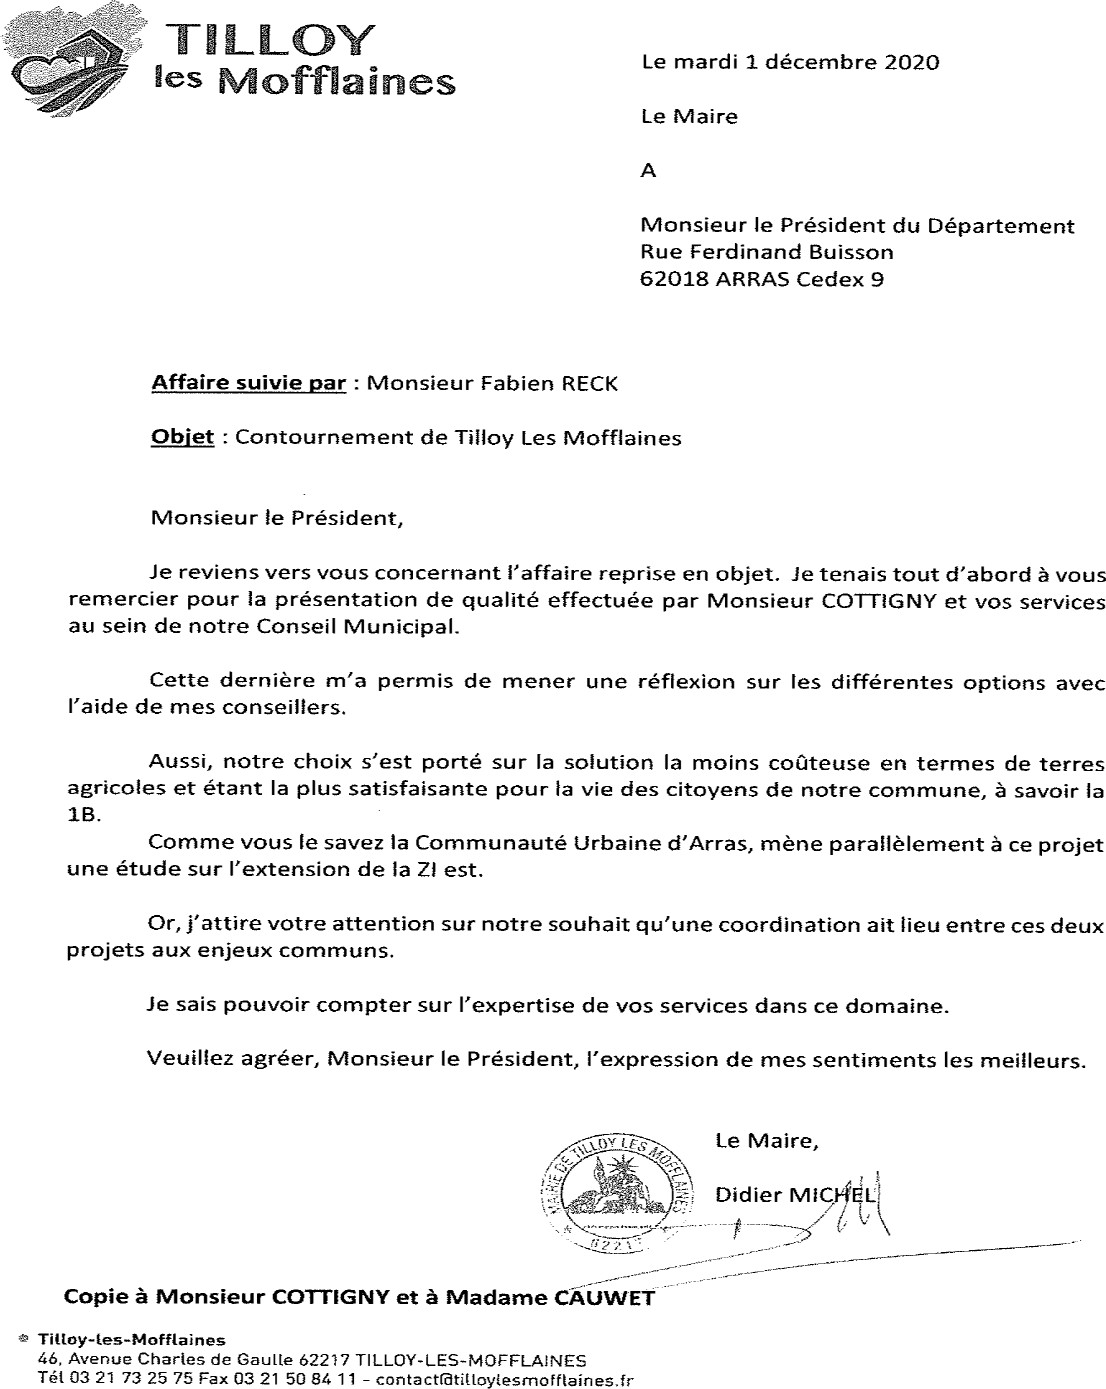 TILLOY
les Mofflaines
Le mardi 1 décembre 2020
Le Maire
A
Monsieur le Président du Département
Rue Ferdinand Buisson
62018 ARRAS Cedex 9
Affaire suivie par : Monsieur Fabien RECK
Objet : Contournement de Tilloy Les Mofflaines
Monsieur le Président,
Je reviens vers vous concernant l'affaire reprise en objet. Je tenais tout d'abord à vous
remercier pour la présentation de qualité effectuée par Monsieur COTTIGNY et vos services
au sein de notre Conseil Municipal.
Cette dernière m'a permis de mener une réflexion sur les différentes options avec
l'aide de mes conseillers.
Aussi, notre choix s'est porté sur la solution la moins coûteuse en termes de terres
agricoles et étant la plus satisfaisante pour la vie des citoyens de notre commune, à savoir la
1B.
Comme vous le savez la Communauté Urbaine d'Arras, mène parallèlement à ce projet
une étude sur l'extension de la ZI est.
Or, j'attire votre attention sur notre souhait qu'une coordination ait lieu entre ces deux
projets aux enjeux communs.
Je sais pouvoir compter sur l'expertise de vos services dans ce domaine.
Veuillez agréer, Monsieur le Président, l'expression de mes sentiments les meilleurs.
Le Maire,
MAIRIE DE TILLOY LES MOFFLAINES
62217
Didier MICHEL
Copie à Monsieur COTTIGNY et à Madame CAUWET
Tilloy-les-Mofflaines
46, Avenue Charles de Gaulle 62217 TILLOY-LES-MOFFLAINES
Tél 03 21 73 25 75 Fax 03 21 50 84 11 - contact@tilloylesmofflaines.fr